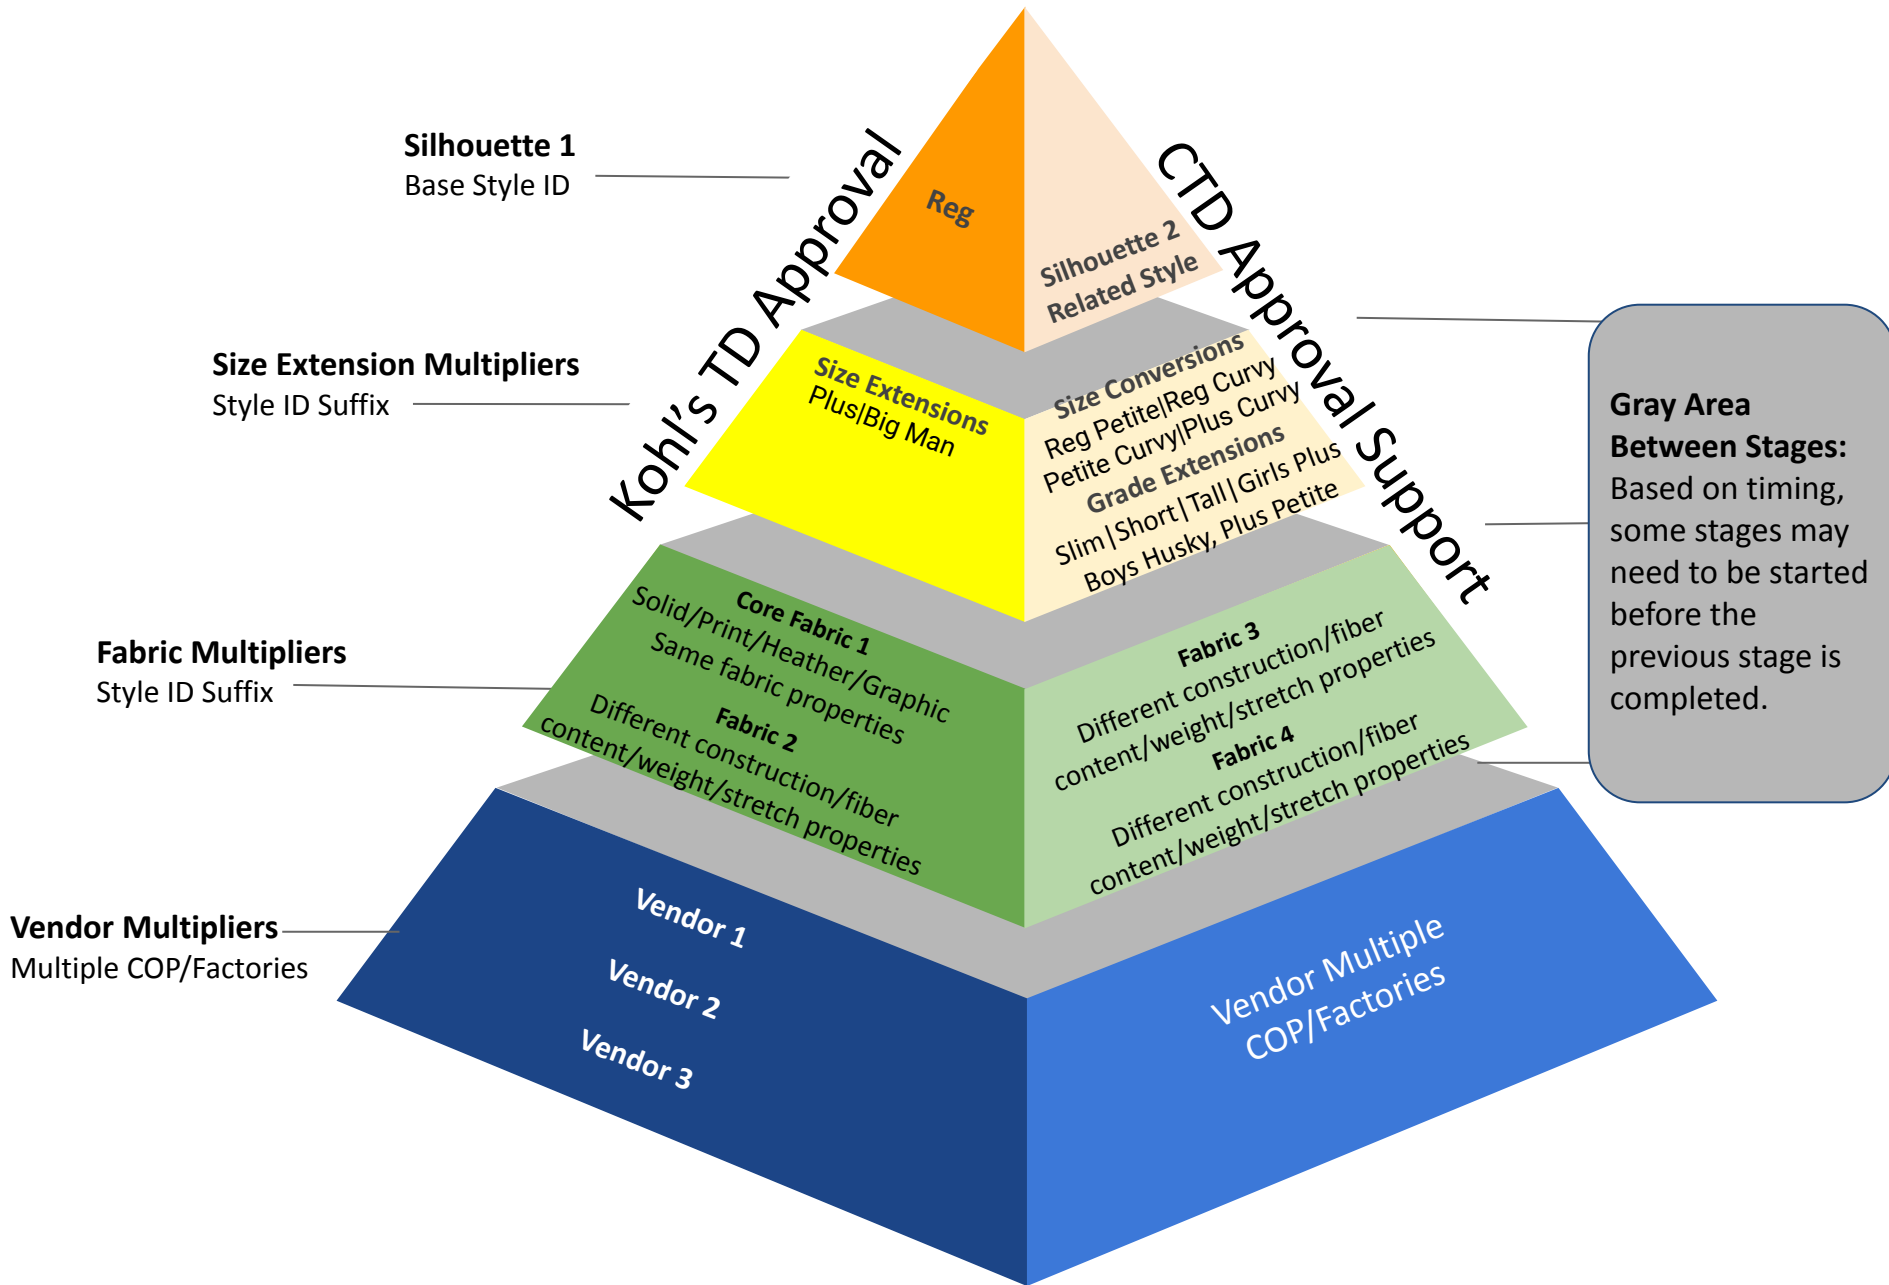 Silhouette 1
Base Style ID
Kohl's TD Approval
CTD Approval Support
Reg
Silhouette 2
Related Style
Size Extension Multipliers
Style ID Suffix
Size Extensions
Plus|Big Man
Size Conversions
Reg Petite|Reg Curvy
Petite Curvy|Plus Curvy
Grade Extensions
Slim|Short|Tall|Girls Plus
Boys Husky, Plus Petite
Gray Area
Between Stages:
Based on timing,
some stages may
need to be started
before the
previous stage is
completed.
Fabric Multipliers
Style ID Suffix
Core Fabric 1
Solid/Print/Heather/Graphic
Same fabric properties
Fabric 2
Different construction/fiber
content/weight/stretch properties
Fabric 3
Different construction/fiber
content/weight/stretch properties
Fabric 4
Different construction/fiber
content/weight/stretch properties
Vendor Multipliers
Multiple COP/Factories
Vendor 1
Vendor 2
Vendor 3
Vendor Multiple
COP/Factories